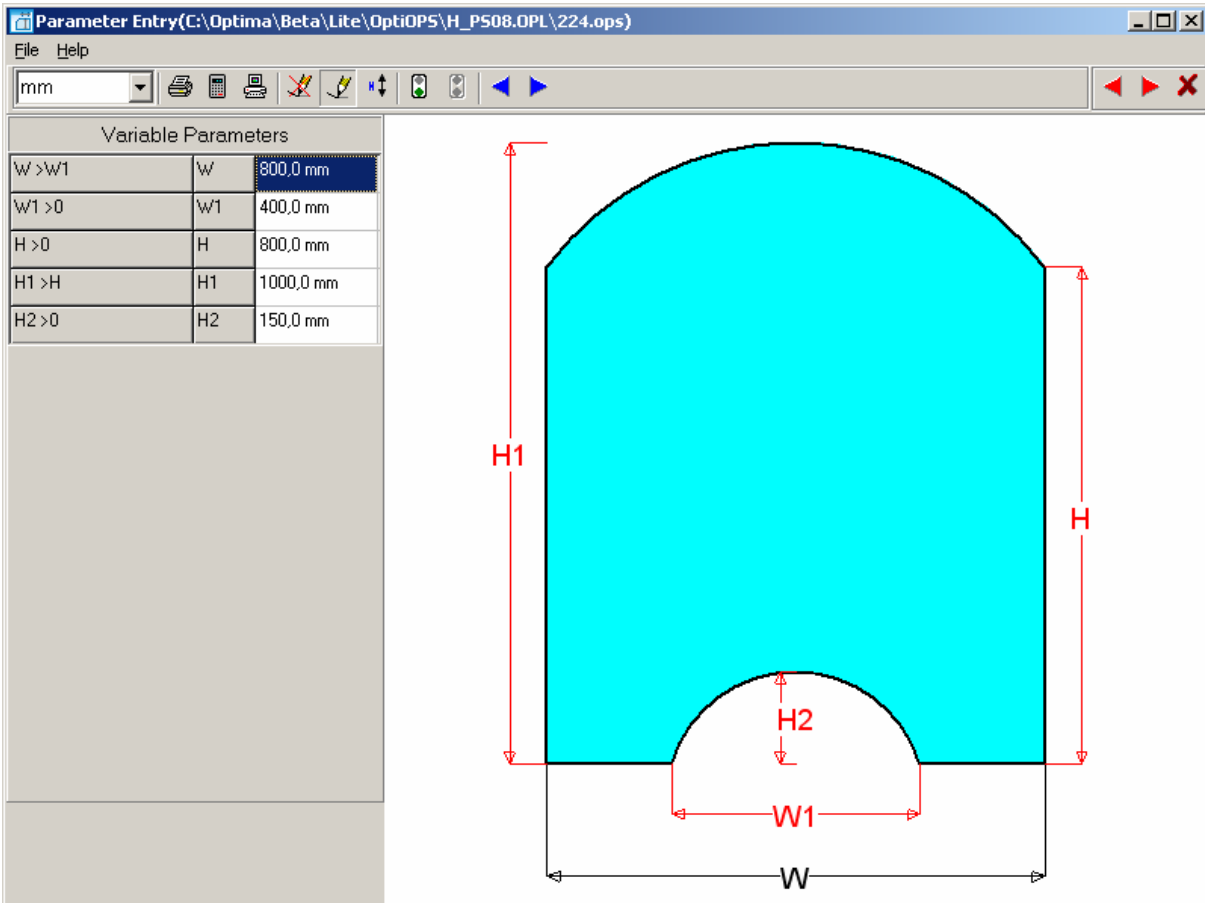 Parameter Entry(C:\Optima\Beta\Lite\OptiOPS\H_PS08.OPL\224.ops)
File Help
mm
Variable Parameters
W >W1 W 800,0 mm
W1 >0 W1 400,0 mm
H >0 H 800,0 mm
H1 >H H1 1000,0 mm
H2 >0 H2 150,0 mm
H1
H
H2
W1
W